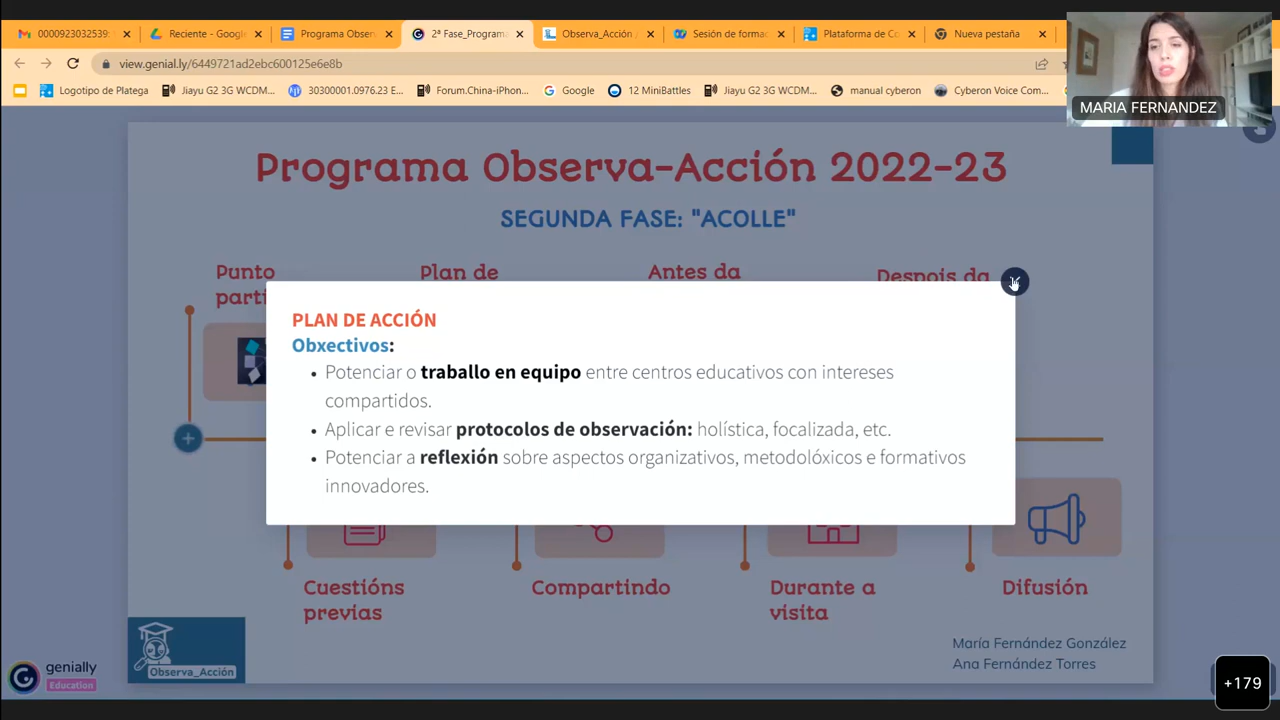 0000923032539:
Reciente - Google
Programa Observ
2ª Fase_Programa
Observa_Acción /
Sesión de formac
Plataforma de Co
Nueva pestaña
view.genial.ly/6449721ad2ebc600125e6e8b
Logotipo de Platega
Jiayu G2 3G WCDM...
30300001.0976.23 E...
Forum.China-iPhon...
Google
12 MiniBattles
Jiayu G2 3G WCDM...
manual cyberon
Cyberon Voice Com...
MARIA FERNANDEZ
Programa Observa-Acción 2022-23
SEGUNDA FASE: "ACOLLE"
Punto
parti
Plan de
Antes da
Despois da
PLAN DE ACCIÓN
Obxectivos:
• Potenciar o traballo en equipo entre centros educativos con intereses
compartidos.
• Aplicar e revisar protocolos de observación: holística, focalizada, etc.
• Potenciar a reflexión sobre aspectos organizativos, metodolóxicos e formativos
innovadores.
Cuestións
previas
Compartindo
Durante a
visita
Difusión
Observa_Acción
María Fernández González
Ana Fernández Torres
genially
Education
+179